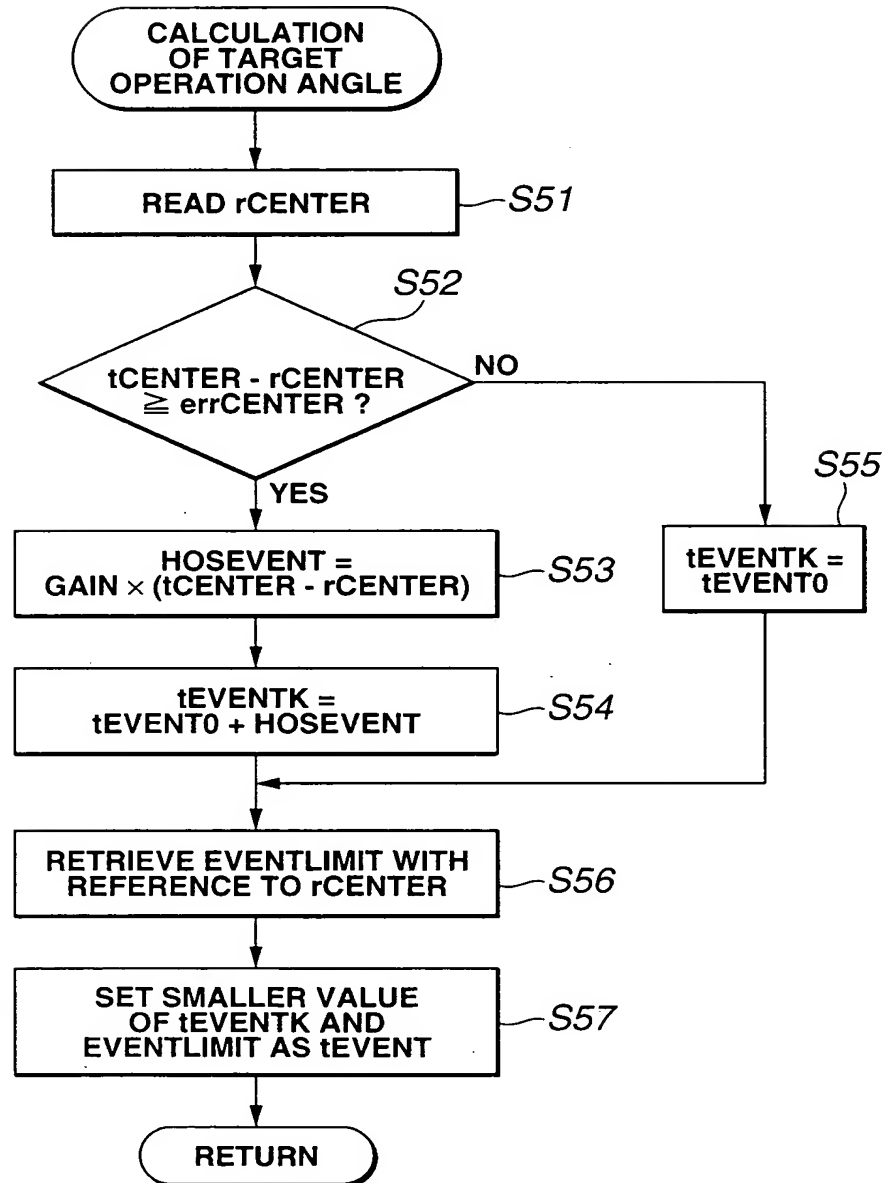 CALCULATION
OF TARGET
OPERATION ANGLE
READ rCENTER
S51
S52
tCENTER - rCENTER
≧ errCENTER ?
NO
YES
S55
HOSEVENT =
GAIN × (tCENTER - rCENTER)
S53
tEVENTK =
tEVENT0
tEVENTK =
tEVENT0 + HOSEVENT
S54
RETRIEVE EVENTLIMIT WITH
REFERENCE TO rCENTER
S56
SET SMALLER VALUE
OF tEVENTK AND
EVENTLIMIT AS tEVENT
S57
RETURN